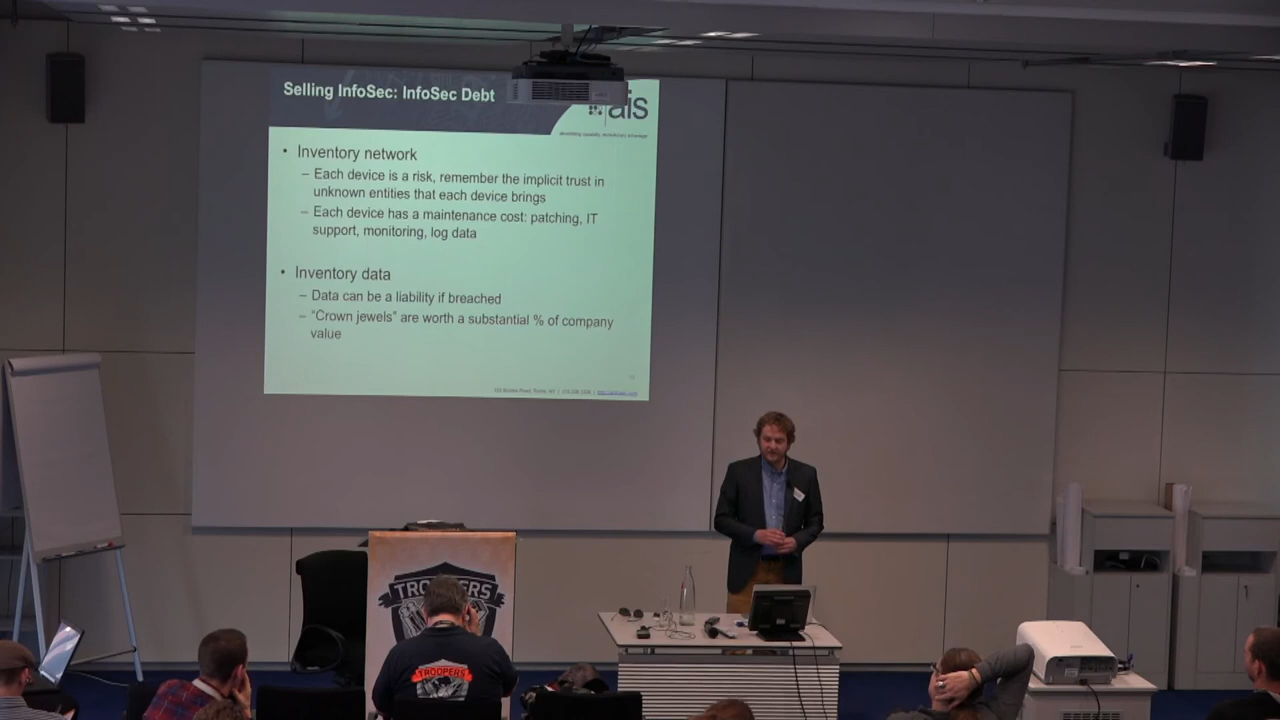 Selling InfoSec: InfoSec Debt
ais
• Inventory network
– Each device is a risk, remember the implicit trust in
unknown entities that each device brings
– Each device has a maintenance cost: patching, IT
support, monitoring, log data
• Inventory data
– Data can be a liability if breached
– "Crown jewels" are worth a substantial % of company
value
TROOPERS
TROOPERS